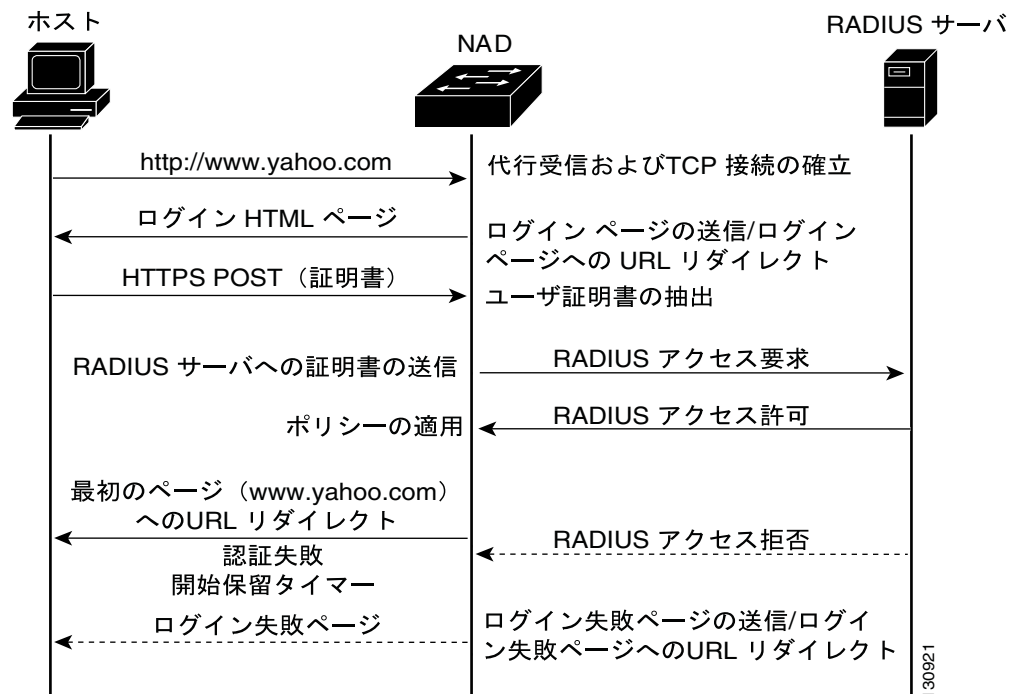 ホスト
NAD
RADIUS サーバ
http://www.yahoo.com
代行受信およびTCP 接続の確立
ログイン HTML ページ
ログイン ページの送信/ログイン
ページへの URL リダイレクト
HTTPS POST（証明書）
ユーザ証明書の抽出
RADIUS サーバへの証明書の送信
RADIUS アクセス要求
ポリシーの適用
RADIUS アクセス許可
最初のページ（www.yahoo.com）
へのURL リダイレクト
RADIUS アクセス拒否
認証失敗
開始保留タイマー
ログイン失敗ページ
ログイン失敗ページの送信/ログイ
ン失敗ページへのURL リダイレクト
130921